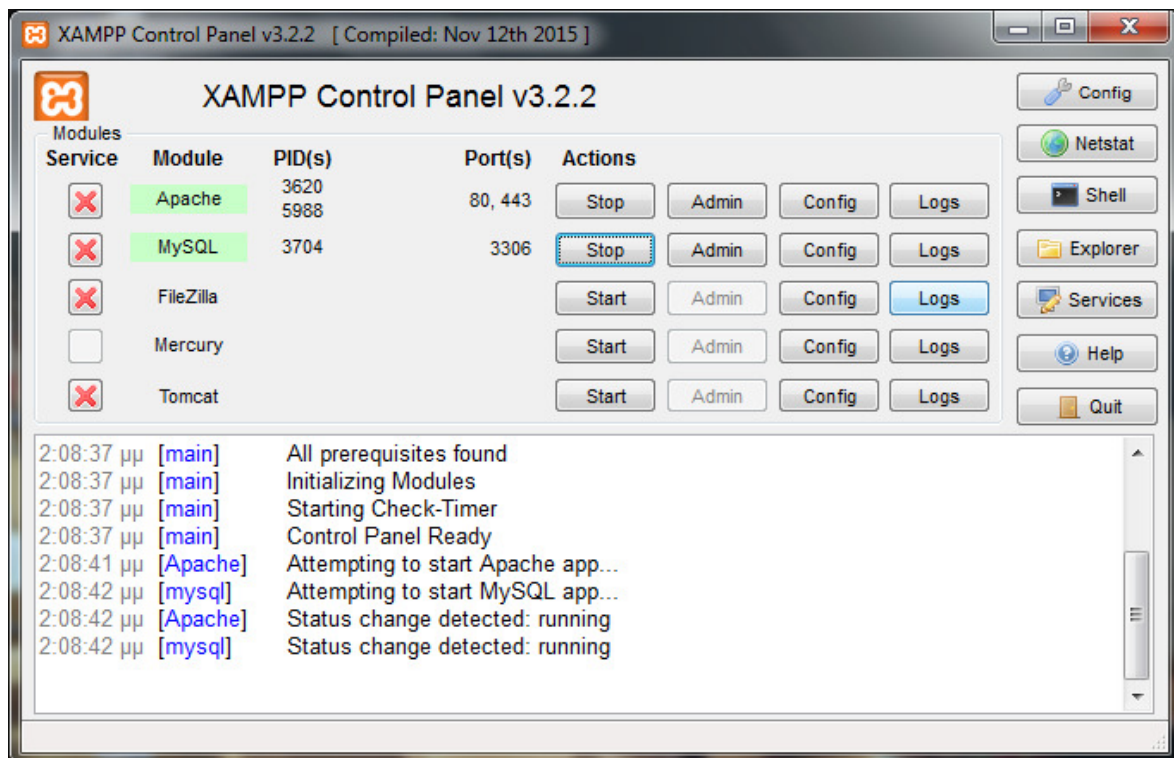 XAMPP Control Panel v3.2.2 [ Compiled: Nov 12th 2015 ]
XAMPP Control Panel v3.2.2
Config
Modules
Service Module PID(s) Port(s) Actions
Netstat
Apache 3620 5988 80, 443 Stop Admin Config Logs
Shell
MySQL 3704 3306 Stop Admin Config Logs
Explorer
FileZilla Start Admin Config Logs
Services
Mercury Start Admin Config Logs
Help
Tomcat Start Admin Config Logs
Quit
2:08:37 μμ [main] All prerequisites found
2:08:37 μμ [main] Initializing Modules
2:08:37 μμ [main] Starting Check-Timer
2:08:37 μμ [main] Control Panel Ready
2:08:41 μμ [Apache] Attempting to start Apache app...
2:08:42 μμ [mysql] Attempting to start MySQL app...
2:08:42 μμ [Apache] Status change detected: running
2:08:42 μμ [mysql] Status change detected: running